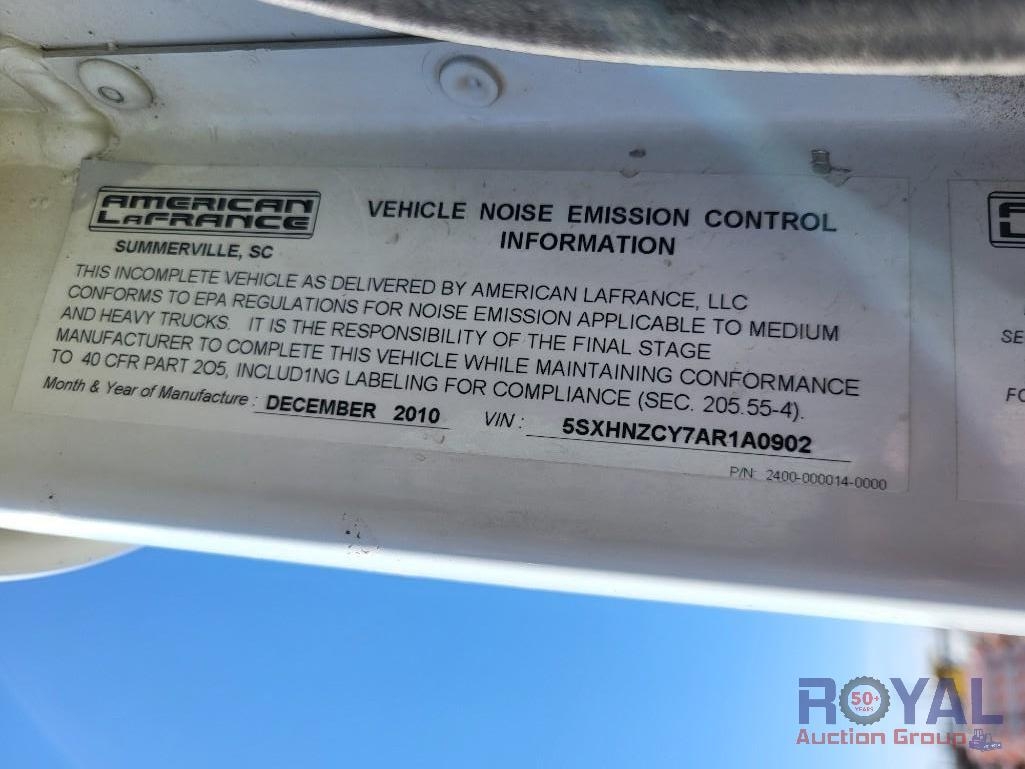 AMERICAN
LAFRANCE
SUMMERVILLE, SC
VEHICLE NOISE EMISSION CONTROL
INFORMATION
THIS INCOMPLETE VEHICLE AS DELIVERED BY AMERICAN LAFRANCE, LLC
CONFORMS TO EPA REGULATIONS FOR NOISE EMISSION APPLICABLE TO MEDIUM
AND HEAVY TRUCKS. IT IS THE RESPONSIBILITY OF THE FINAL STAGE
MANUFACTURER TO COMPLETE THIS VEHICLE WHILE MAINTAINING CONFORMANCE
TO 40 CFR PART 2O5, INCLUD1NG LABELING FOR COMPLIANCE (SEC. 205.55-4).
Month & Year of Manufacture : DECEMBER 2010 VIN : 5SXHNZCY7AR1A0902
P/N: 2400-000014-0000
SE
FO
ROYAL
50+
YEARS
Auction Group